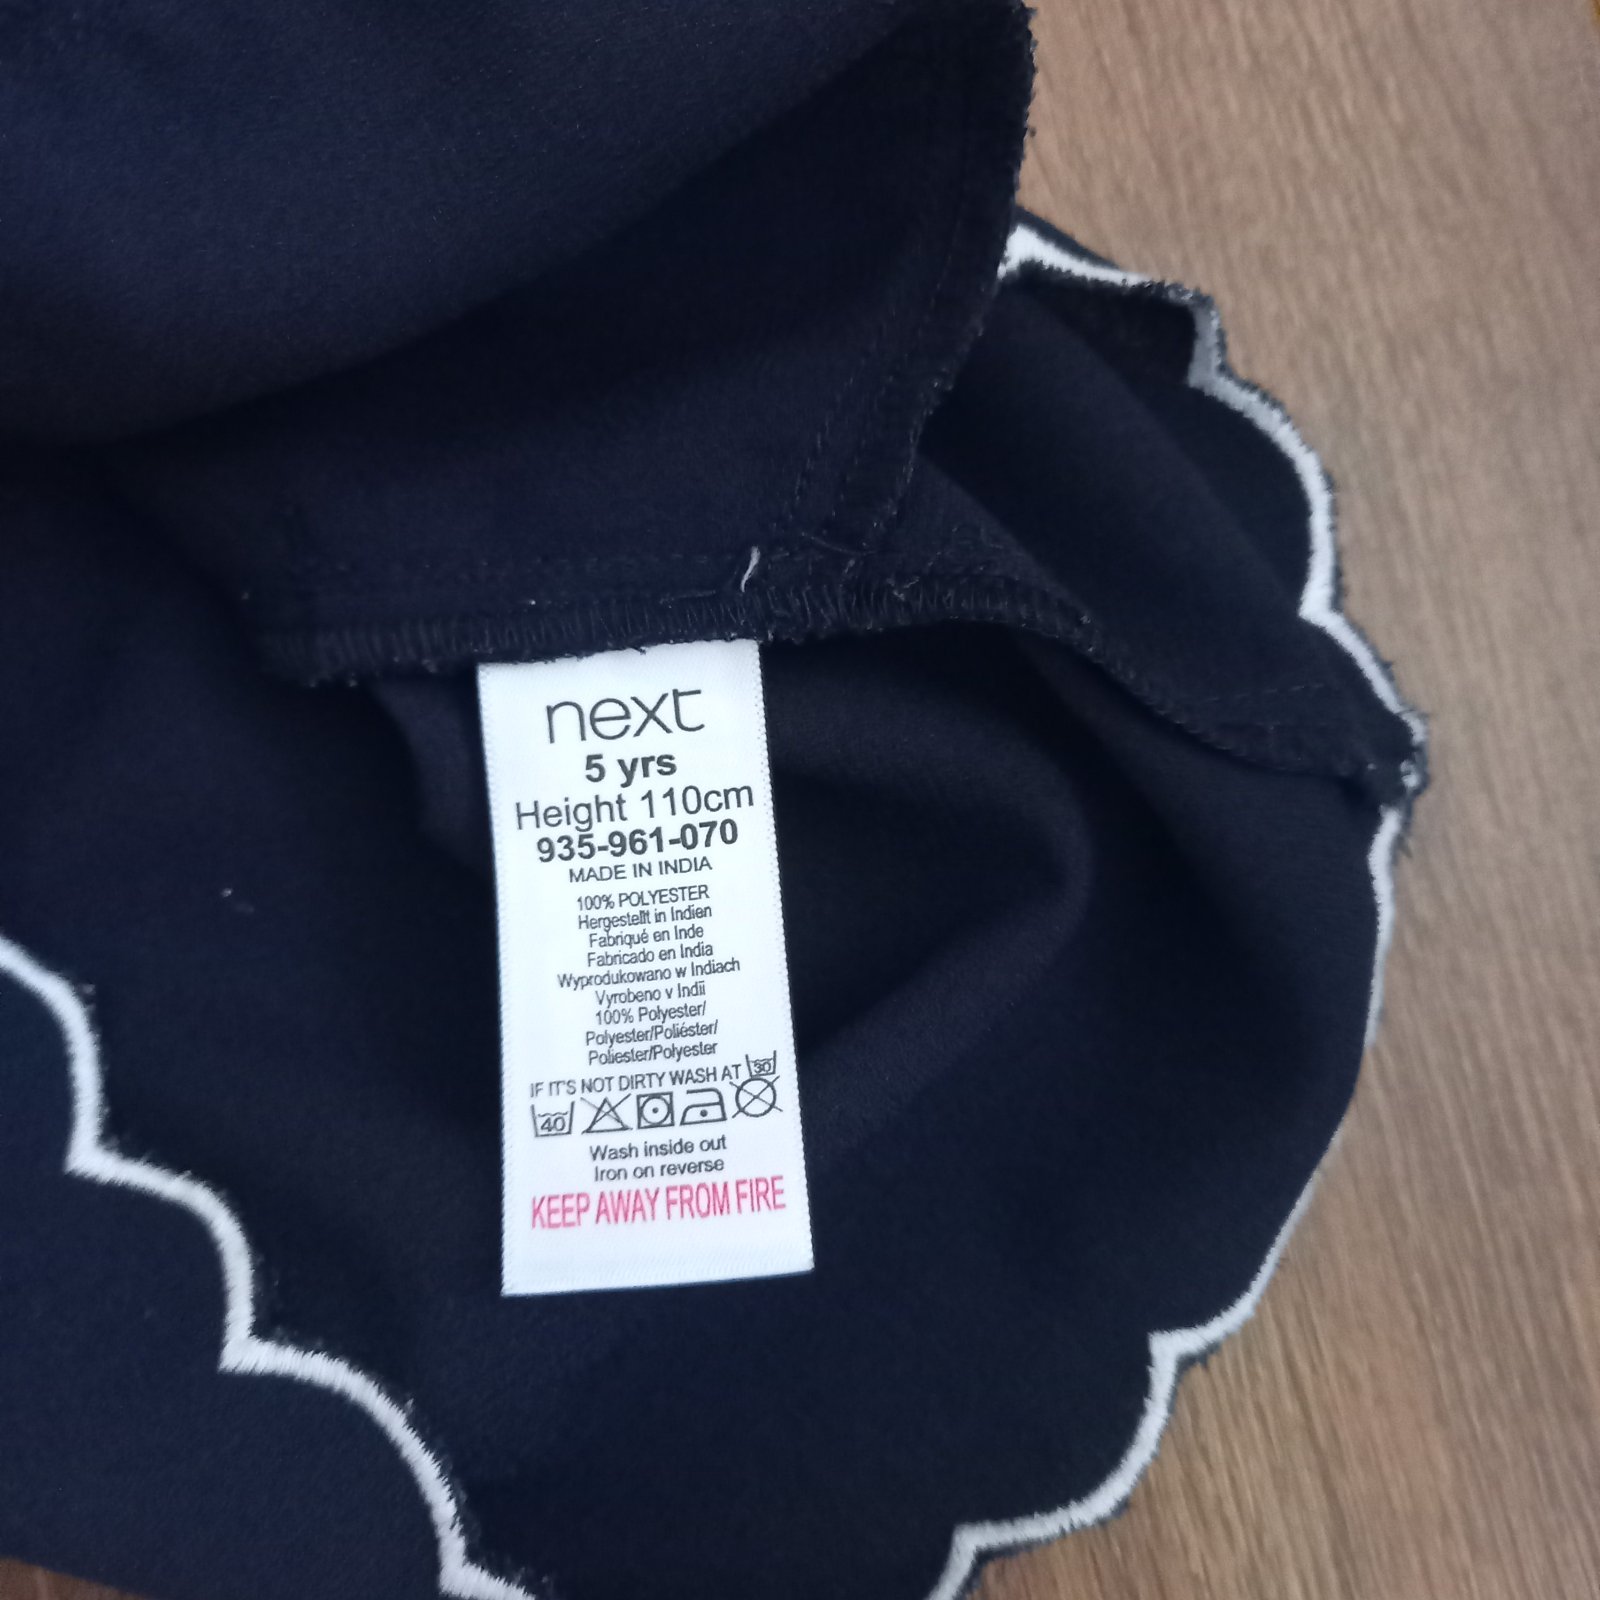 next
5 yrs
Height 110cm
935-961-070
MADE IN INDIA
100% POLYESTER
Hergestellt in Indien
Fabriqué en Inde
Fabricado en India
Wyprodukowano w Indiach
Vyrobeno v Indii
100% Polyester/
Polyester/Poliéster/
Poliester/Polyester
IF IT'S NOT DIRTY WASH AT 30
40
Wash inside out
Iron on reverse
KEEP AWAY FROM FIRE